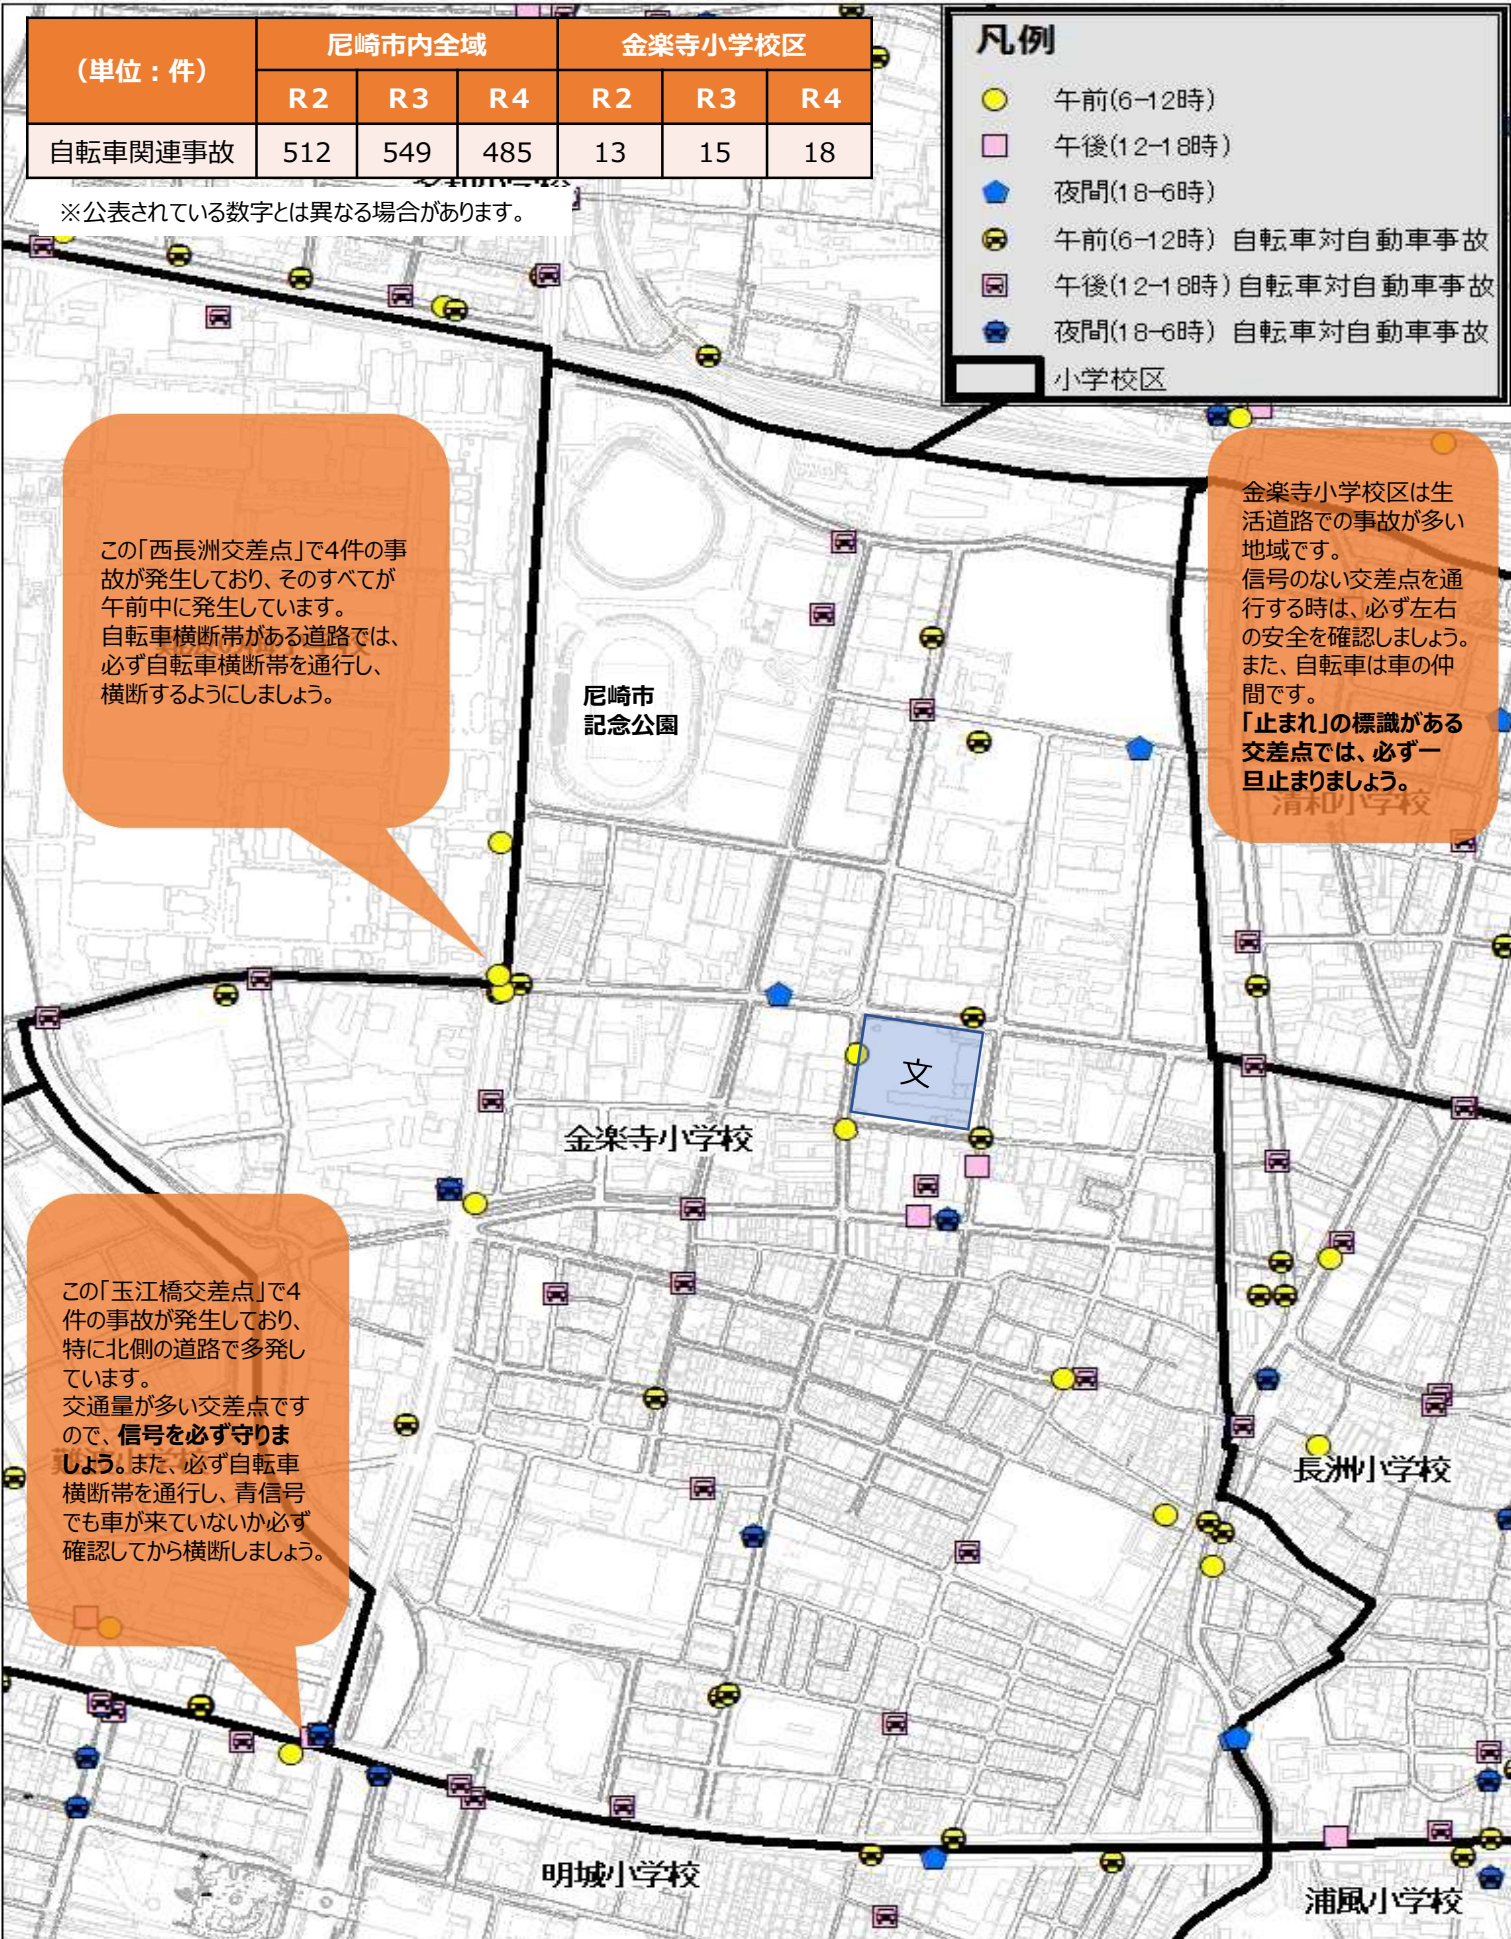 (単位:件)
尼崎市内全域
金楽寺小学校区
R2
R3
R4
R2
R3
R4
自転車関連事故
512
549
485
13
15
18
※公表されている数字とは異なる場合があります。
凡例
午前(6-12時)
午後(12-18時)
夜間(18-6時)
午前(6-12時) 自転車対自動車事故
午後(12-18時) 自転車対自動車事故
夜間(18-6時) 自転車対自動車事故
小学校区
この「西長洲交差点」で4件の事
故が発生しており、そのすべてが
午前中に発生しています。
自転車横断帯がある道路では、
必ず自転車横断帯を通行し、
横断するようにしましょう。
金楽寺小学校区は生
活道路での事故が多い
地域です。
信号のない交差点を通
行する時は、必ず左右
の安全を確認しましょう。
また、自転車は車の仲
間です。
「止まれ」の標識がある
交差点では、必ず一
旦止まりましょう。
清和小学校
尼崎市
記念公園
文
金楽寺小学校
この「玉江橋交差点」で4
件の事故が発生しており、
特に北側の道路で多発し
ています。
交通量が多い交差点です
ので、信号を必ず守りま
しょう。また、必ず自転車
横断帯を通行し、青信号
でも車が来ていないか必ず
確認してから横断しましょう。
長洲小学校
明城小学校
浦風小学校